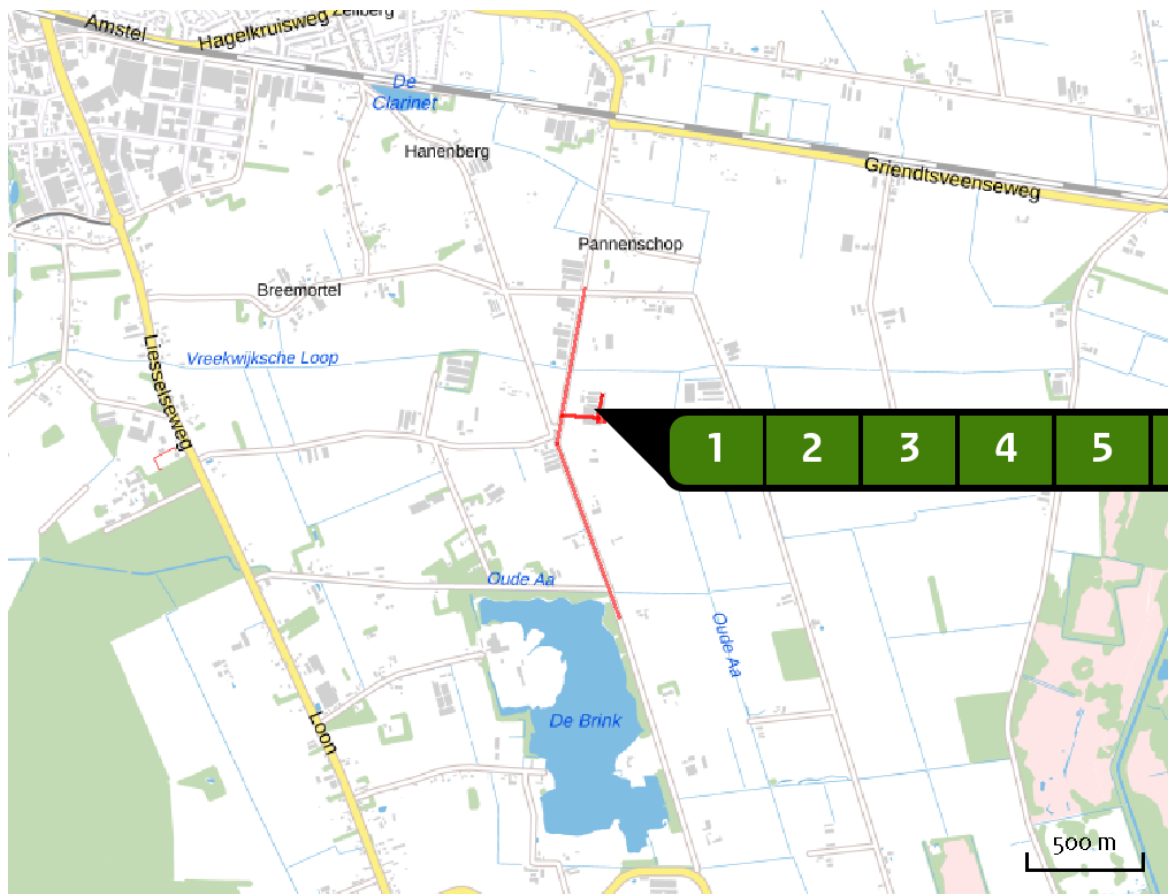 Zeilberg
Amstel
Hagelkruisweg
De
Clarinet
Hanenberg
Griendtsveenseweg
Pannenschop
Breemortel
Vreekwijksche Loop
Liesselseweg
1 2 3 4 5
Oude Aa
Oude Aa
De Brink
Loon
500 m